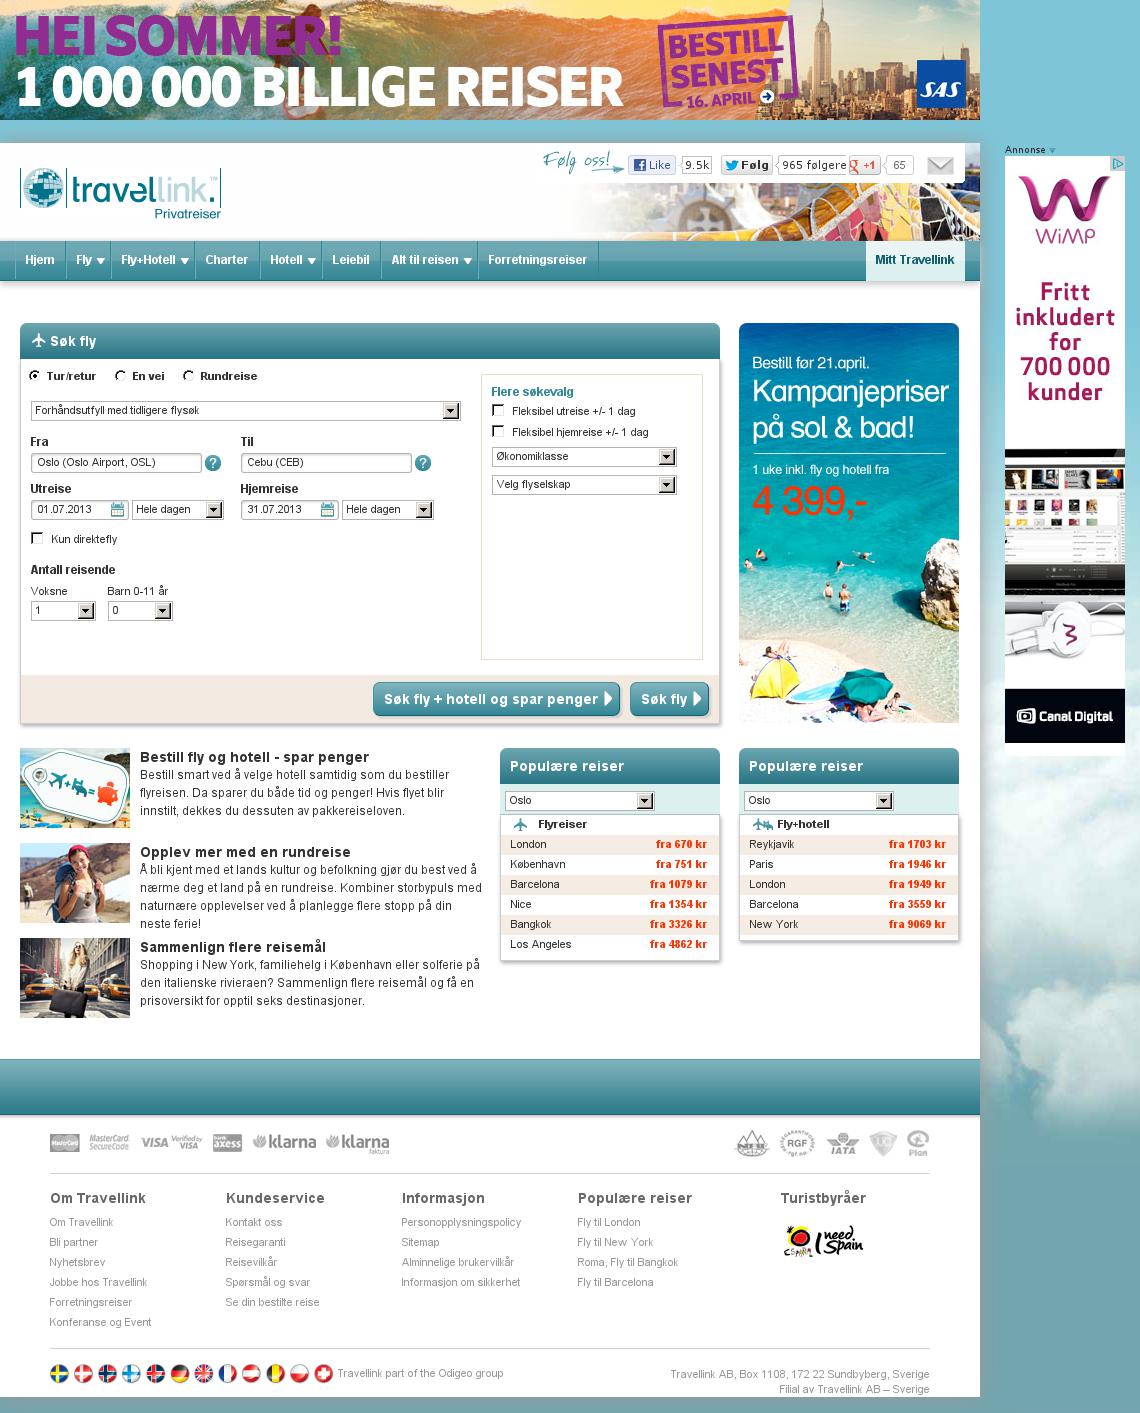 HEI SOMMER!
1 000 000 BILLIGE REISER
BESTILL
SENEST
16. APRIL
SAS
Annonse
Følg oss!
Like 9.5k
Følg 965 følgere
+1 65
travellink.™
Privatreiser
Hjem Fly Fly+Hotell Charter Hotell Leiebil Alt til reisen Forretningsreiser Mitt Travellink
WiMP
Fritt
inkludert
for
700 000
kunder
Canal Digital
Søk fly
Tur/retur En vei Rundreise
Forhåndsutfyll med tidligere flysøk
Fra Til
Oslo (Oslo Airport, OSL) ? Cebu (CEB) ?
Utreise Hjemreise
01.07.2013 Hele dagen 31.07.2013 Hele dagen
Kun direktefly
Antall reisende
Voksne Barn 0-11 år
1 0
Flere søkevalg
Fleksibel utreise +/- 1 dag
Fleksibel hjemreise +/- 1 dag
Økonomiklasse
Velg flyselskap
Søk fly + hotell og spar penger Søk fly
Bestill før 21.april.
Kampanjepriser
på sol & bad!
1 uke inkl. fly og hotell fra
4 399,-
Bestill fly og hotell - spar penger
Bestill smart ved å velge hotell samtidig som du bestiller
flyreisen. Da sparer du både tid og penger! Hvis flyet blir
innstilt, dekkes du dessuten av pakkereiseloven.
Opplev mer med en rundreise
Å bli kjent med et lands kultur og befolkning gjør du best ved å
nærme deg et land på en rundreise. Kombiner storbypuls med
naturnære opplevelser ved å planlegge flere stopp på din
neste ferie!
Sammenlign flere reisemål
Shopping i New York, familiehelg i København eller solferie på
den italienske rivieraen? Sammenlign flere reisemål og få en
prisoversikt for opptil seks destinasjoner.
Populære reiser
Oslo
Flyreiser
London fra 670 kr
København fra 751 kr
Barcelona fra 1079 kr
Nice fra 1354 kr
Bangkok fra 3326 kr
Los Angeles fra 4862 kr
Populære reiser
Oslo
Fly+hotell
Reykjavik fra 1703 kr
Paris fra 1946 kr
London fra 1949 kr
Barcelona fra 3559 kr
New York fra 9069 kr
MasterCard MasterCard. SecureCode VISA Verified by VISA bank axess klarna klarna faktura
RGF IATA Plan
Om Travellink
Om Travellink
Bli partner
Nyhetsbrev
Jobbe hos Travellink
Forretningsreiser
Konferanse og Event
Kundeservice
Kontakt oss
Reisegaranti
Reisevilkår
Spørsmål og svar
Se din bestilte reise
Informasjon
Personopplysningspolicy
Sitemap
Alminnelige brukervilkår
Informasjon om sikkerhet
Populære reiser
Fly til London
Fly til New York
Roma, Fly til Bangkok
Fly til Barcelona
Turistbyråer
I need
Spain
Travellink part of the Odigeo group
Travellink AB, Box 1108, 172 22 Sundbyberg, Sverige
Filial av Travellink AB – Sverige